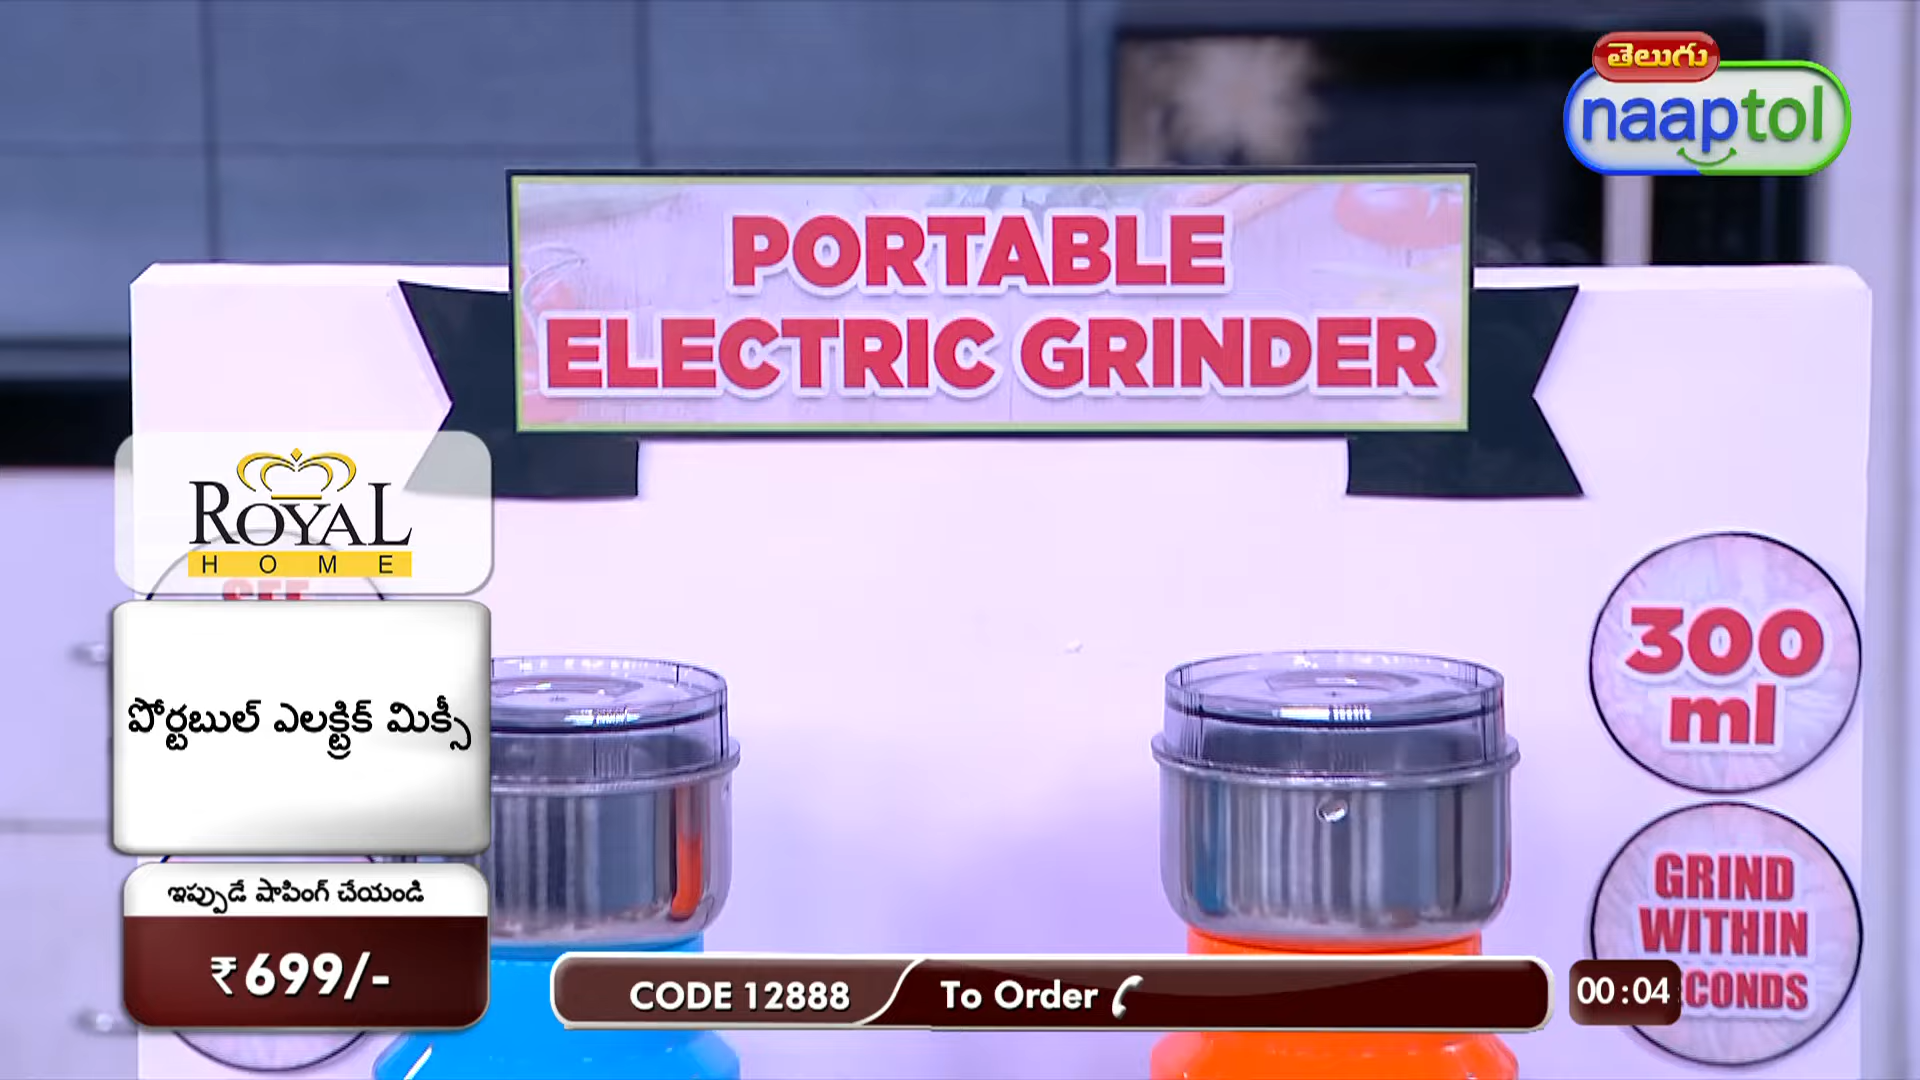 తెలుగు
naaptol
PORTABLE
ELECTRIC GRINDER
ROYAL
HOME
పోర్టబుల్ ఎలక్ట్రిక్ మిక్సీ
ఇప్పుడే షాపింగ్ చేయండి
₹699/-
300
ml
GRIND
WITHIN
CODE 12888
To Order
00:04